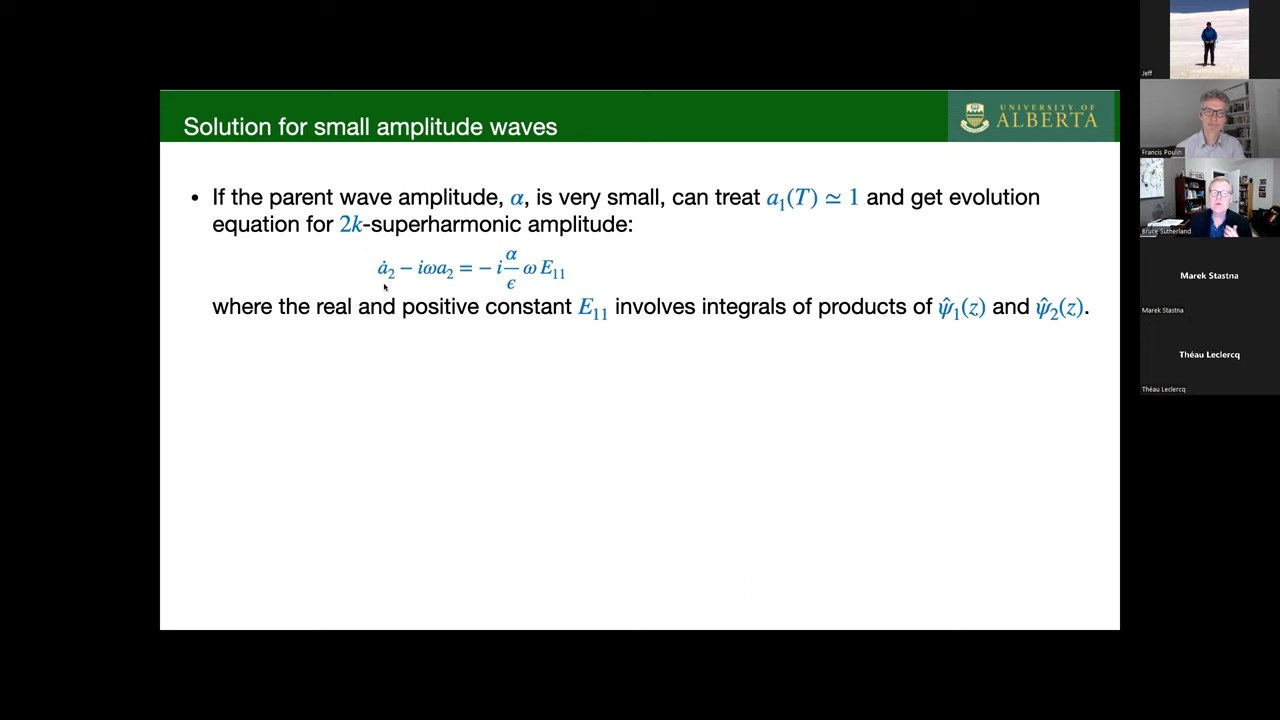 Solution for small amplitude waves
UNIVERSITY OF
ALBERTA
• If the parent wave amplitude, α, is very small, can treat a₁(T) ≃ 1 and get evolution
equation for 2k-superharmonic amplitude:
ȧ₂ − iωa₂ = − i α/ϵ ω E₁₁
where the real and positive constant E₁₁ involves integrals of products of ψ̂₁(z) and ψ̂₂(z).
Jeff
Francis Poulin
Bruce Sutherland
Marek Stastna
Marek Stastna
Théau Leclercq
Théau Leclercq